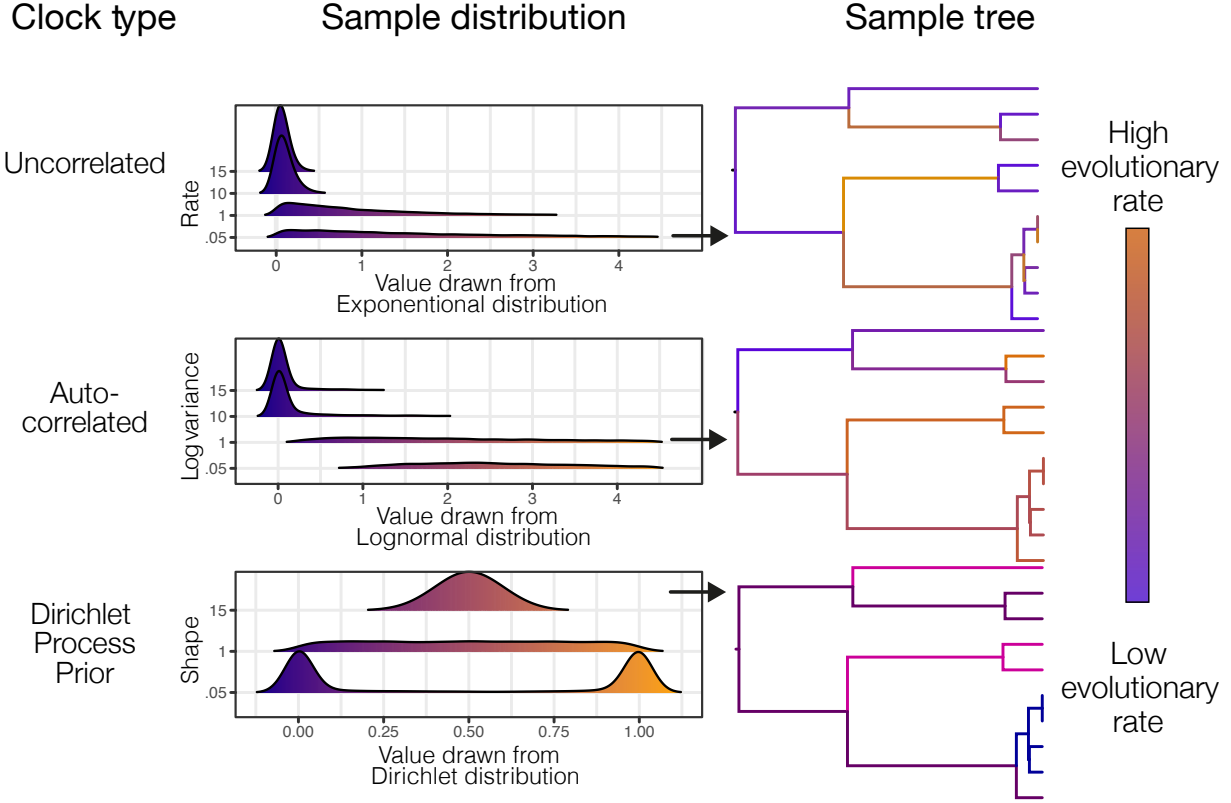 Clock type
Sample distribution
Sample tree
Uncorrelated
Rate
15
10
1
.05
0 1 2 3 4
Value drawn from
Exponentional distribution
High
evolutionary
rate
Auto-
correlated
Log variance
15
10
1
.05
0 1 2 3 4
Value drawn from
Lognormal distribution
Dirichlet
Process
Prior
Shape
15
1
.05
0.00 0.25 0.50 0.75 1.00
Value drawn from
Dirichlet distribution
Low
evolutionary
rate